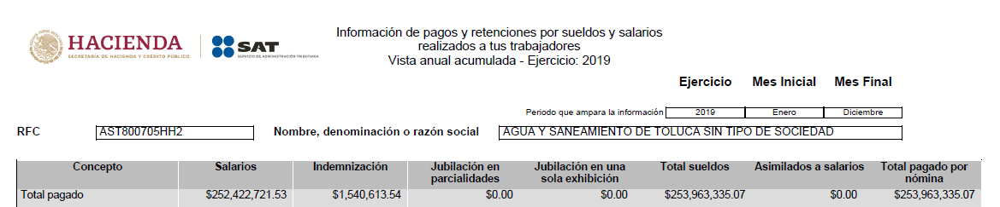 HACIENDA
SECRETARÍA DE HACIENDA Y CRÉDITO PÚBLICO
SAT
SERVICIO DE ADMINISTRACIÓN TRIBUTARIA
Información de pagos y retenciones por sueldos y salarios
realizados a tus trabajadores
Vista anual acumulada - Ejercicio: 2019
Ejercicio Mes Inicial Mes Final
Periodo que ampara la información 2019 Enero Diciembre
RFC AST800705HH2 Nombre, denominación o razón social AGUA Y SANEAMIENTO DE TOLUCA SIN TIPO DE SOCIEDAD
Concepto Salarios Indemnización Jubilación en parcialidades Jubilación en una sola exhibición Total sueldos Asimilados a salarios Total pagado por nómina
Total pagado $252,422,721.53 $1,540,613.54 $0.00 $0.00 $253,963,335.07 $0.00 $253,963,335.07